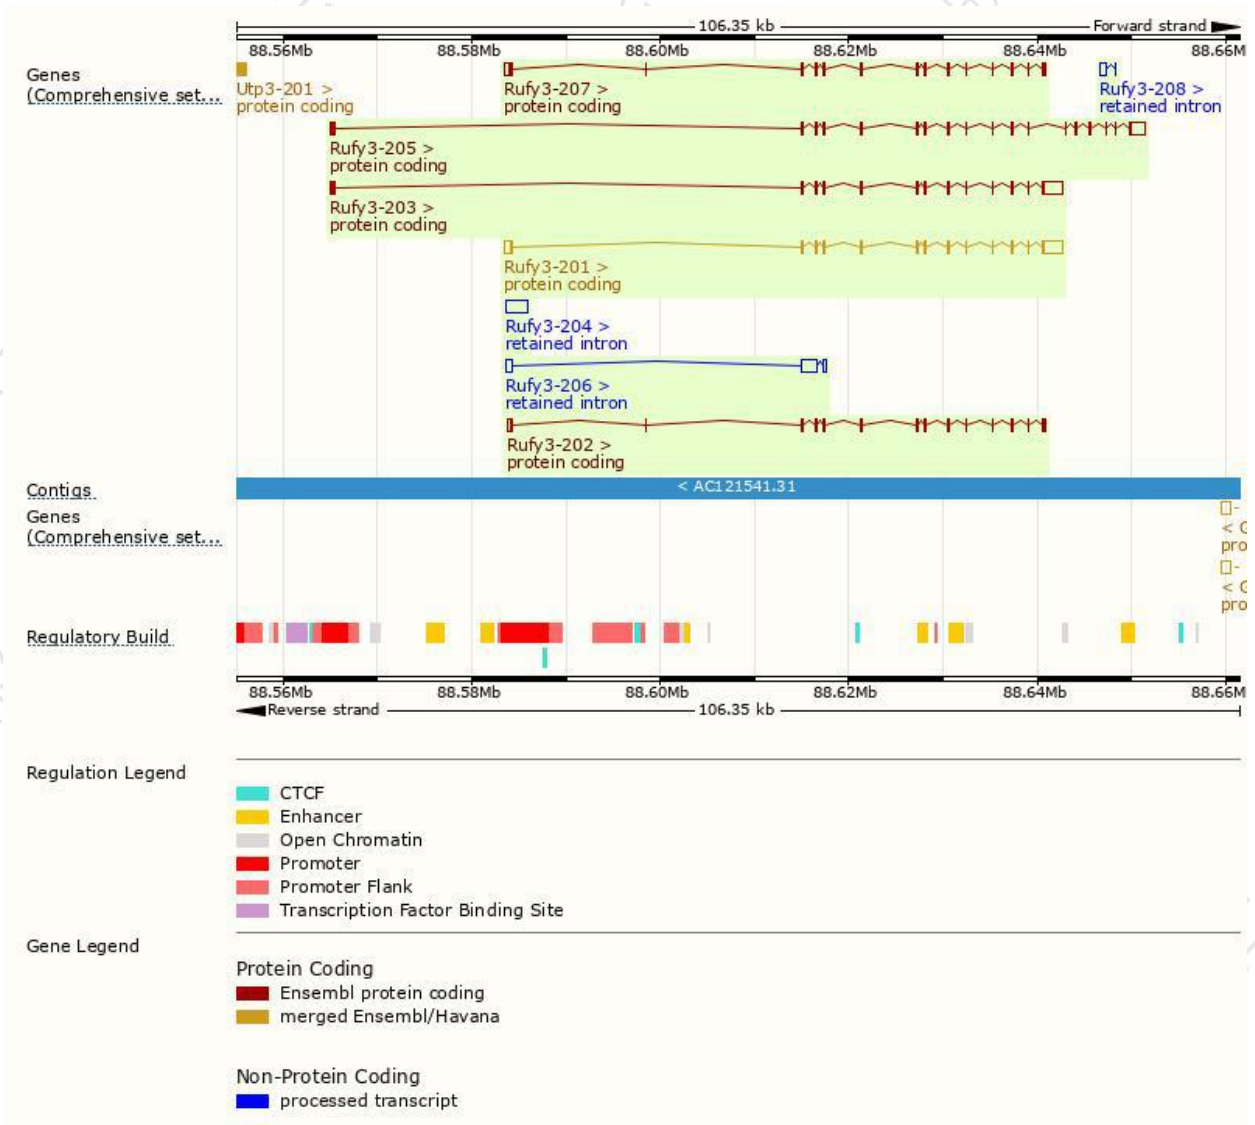 106.35 kb
Forward strand
88.56Mb 88.58Mb 88.60Mb 88.62Mb 88.64Mb 88.66M
Genes
(Comprehensive set...
Utp3-201 >
protein coding
Rufy3-207 >
protein coding
Rufy3-208 >
retained intron
Rufy3-205 >
protein coding
Rufy3-203 >
protein coding
Rufy3-201 >
protein coding
Rufy3-204 >
retained intron
Rufy3-206 >
retained intron
Rufy3-202 >
protein coding
Contigs
< AC121541.31
Genes
(Comprehensive set...
< G
pro
< G
pro
Regulatory Build
88.56Mb 88.58Mb 88.60Mb 88.62Mb 88.64Mb 88.66M
Reverse strand
106.35 kb
Regulation Legend
CTCF
Enhancer
Open Chromatin
Promoter
Promoter Flank
Transcription Factor Binding Site
Gene Legend
Protein Coding
Ensembl protein coding
merged Ensembl/Havana
Non-Protein Coding
processed transcript